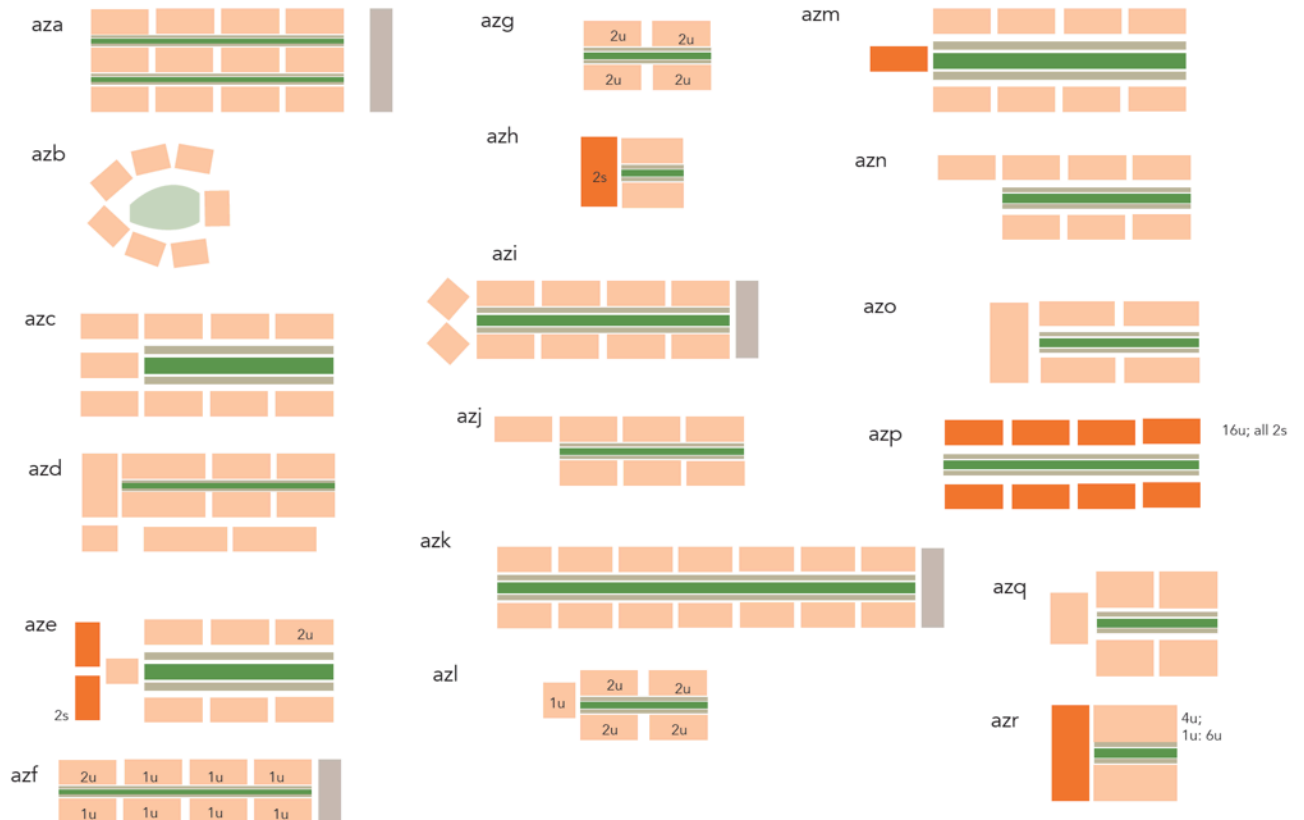 aza
azb
azc
azd
aze
2u
2s
azf
2u 1u 1u 1u
1u 1u 1u 1u
azg
2u 2u
2u 2u
azh
2s
azi
azj
azk
azl
2u 2u
1u
2u 2u
azm
azn
azo
azp
16u; all 2s
azq
azr
4u;
1u: 6u